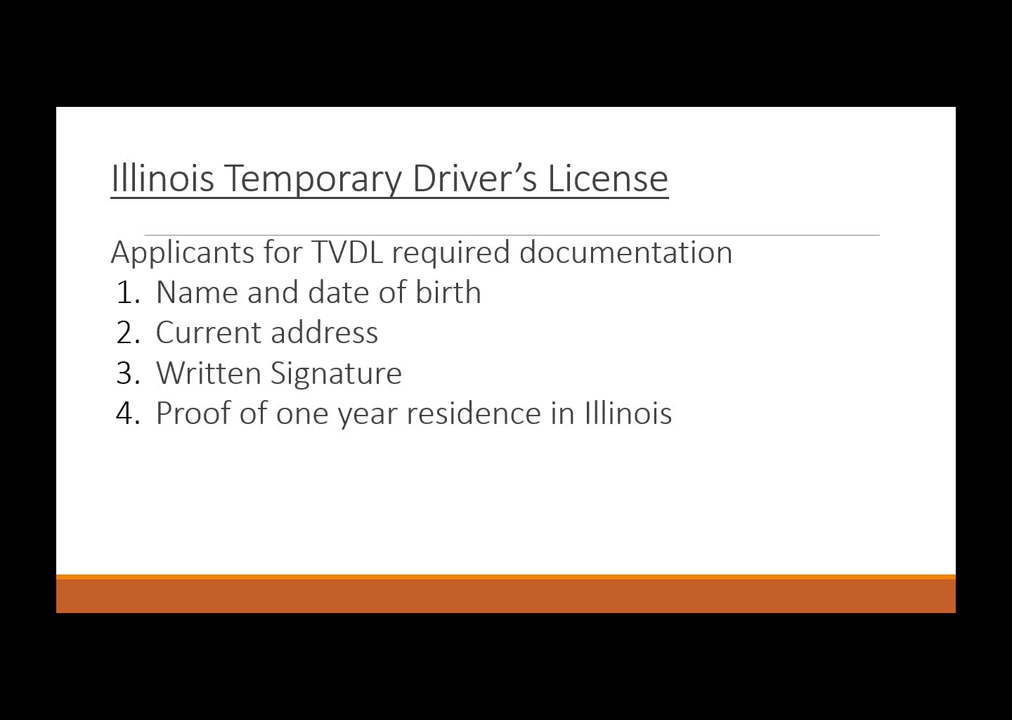 Illinois Temporary Driver’s License
Applicants for TVDL required documentation
1. Name and date of birth
2. Current address
3. Written Signature
4. Proof of one year residence in Illinois